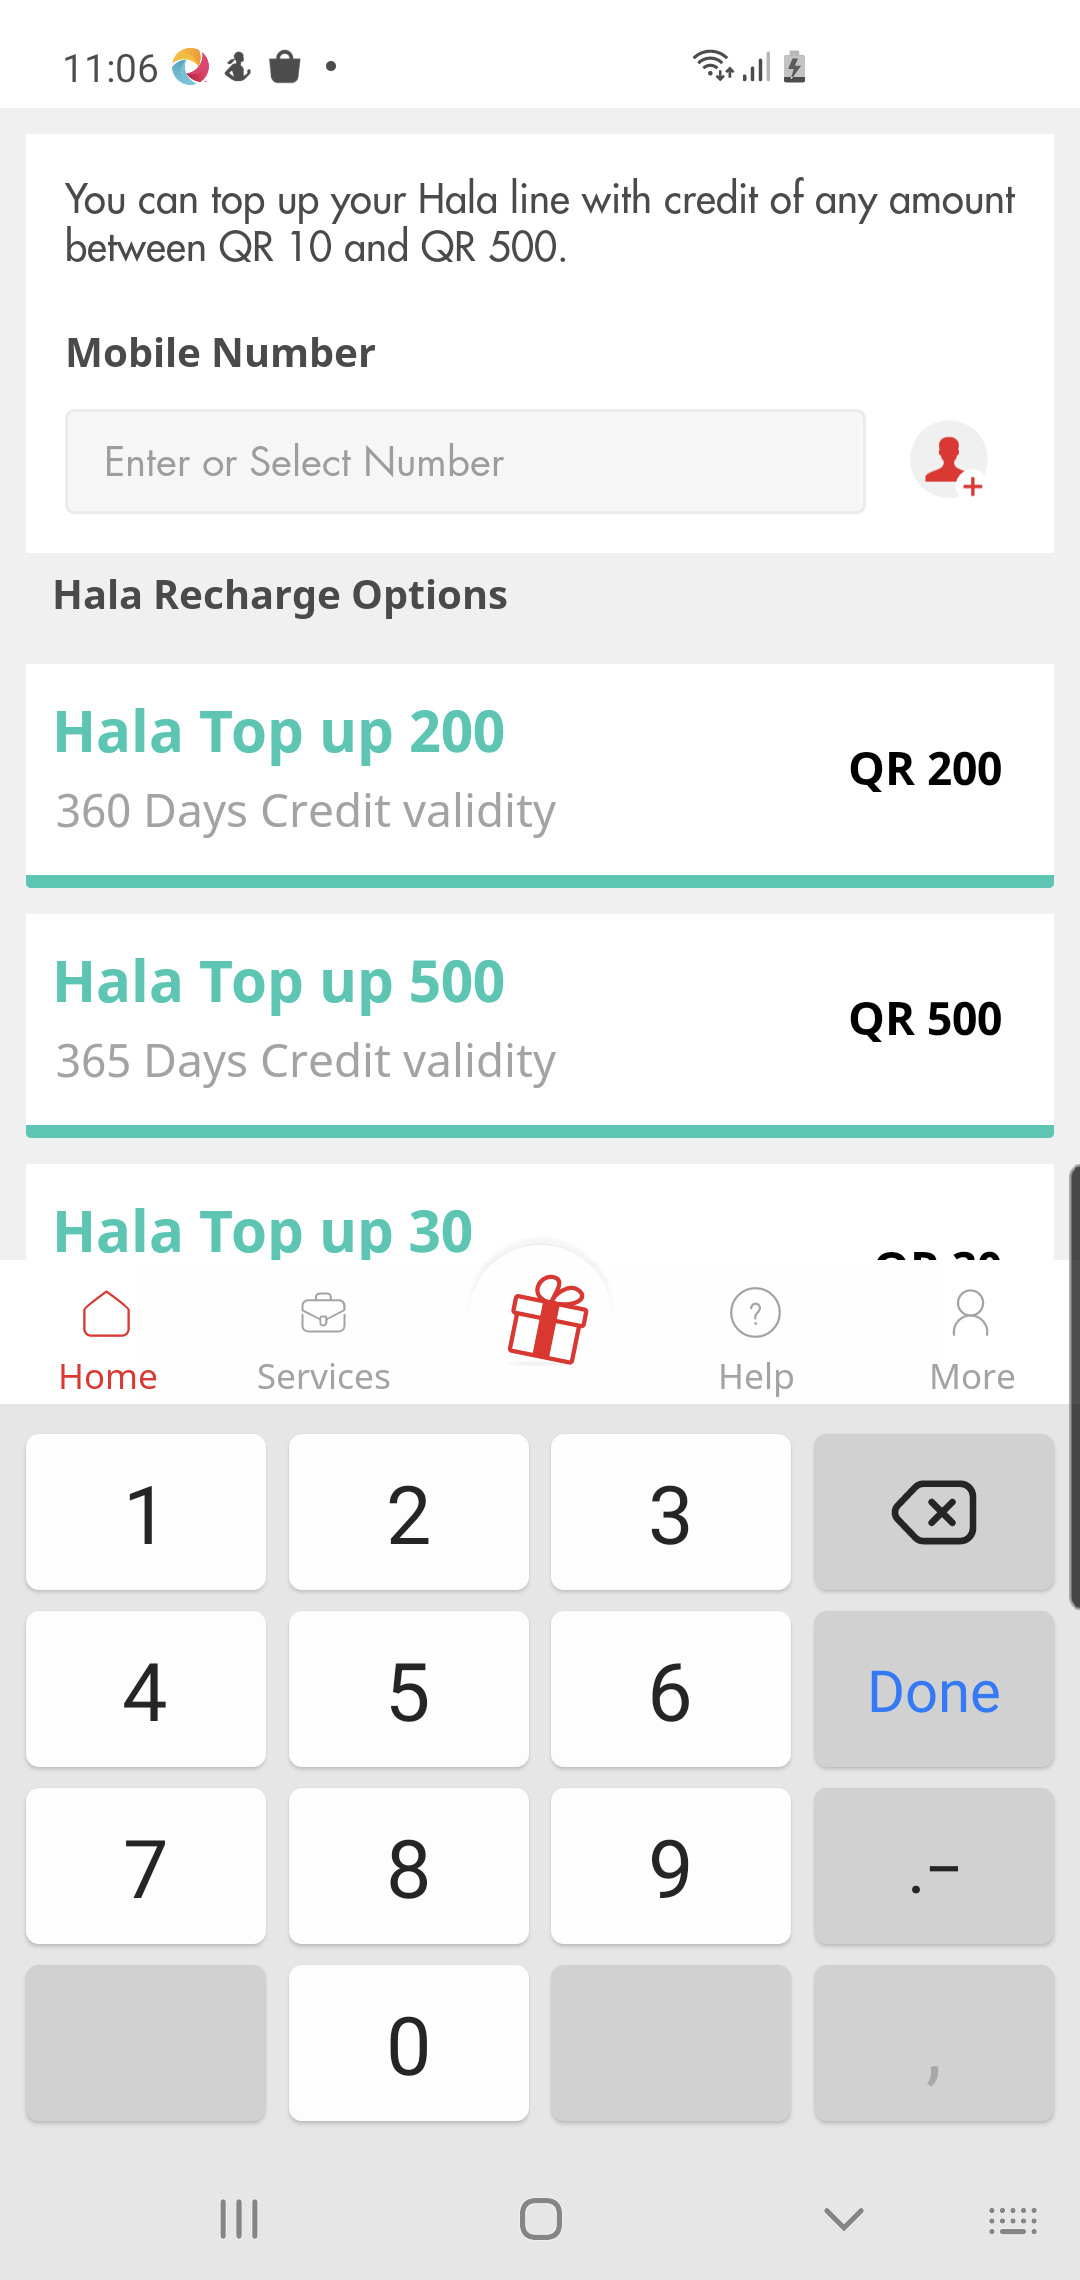 11:06
You can top up your Hala line with credit of any amount
between QR 10 and QR 500.
Mobile Number
Enter or Select Number
Hala Recharge Options
Hala Top up 200
QR 200
360 Days Credit validity
Hala Top up 500
QR 500
365 Days Credit validity
Hala Top up 30
QR 30
Home Services Help More
1 2 3
4 5 6 Done
7 8 9 .-
0 ,